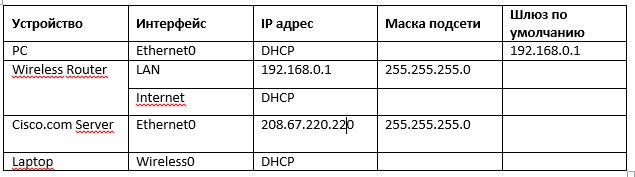 Устройство Интерфейс IP адрес Маска подсети Шлюз по умолчанию
PC Ethernet0 DHCP 192.168.0.1
Wireless Router LAN 192.168.0.1 255.255.255.0
Internet DHCP
Cisco.com Server Ethernet0 208.67.220.220 255.255.255.0
Laptop Wireless0 DHCP